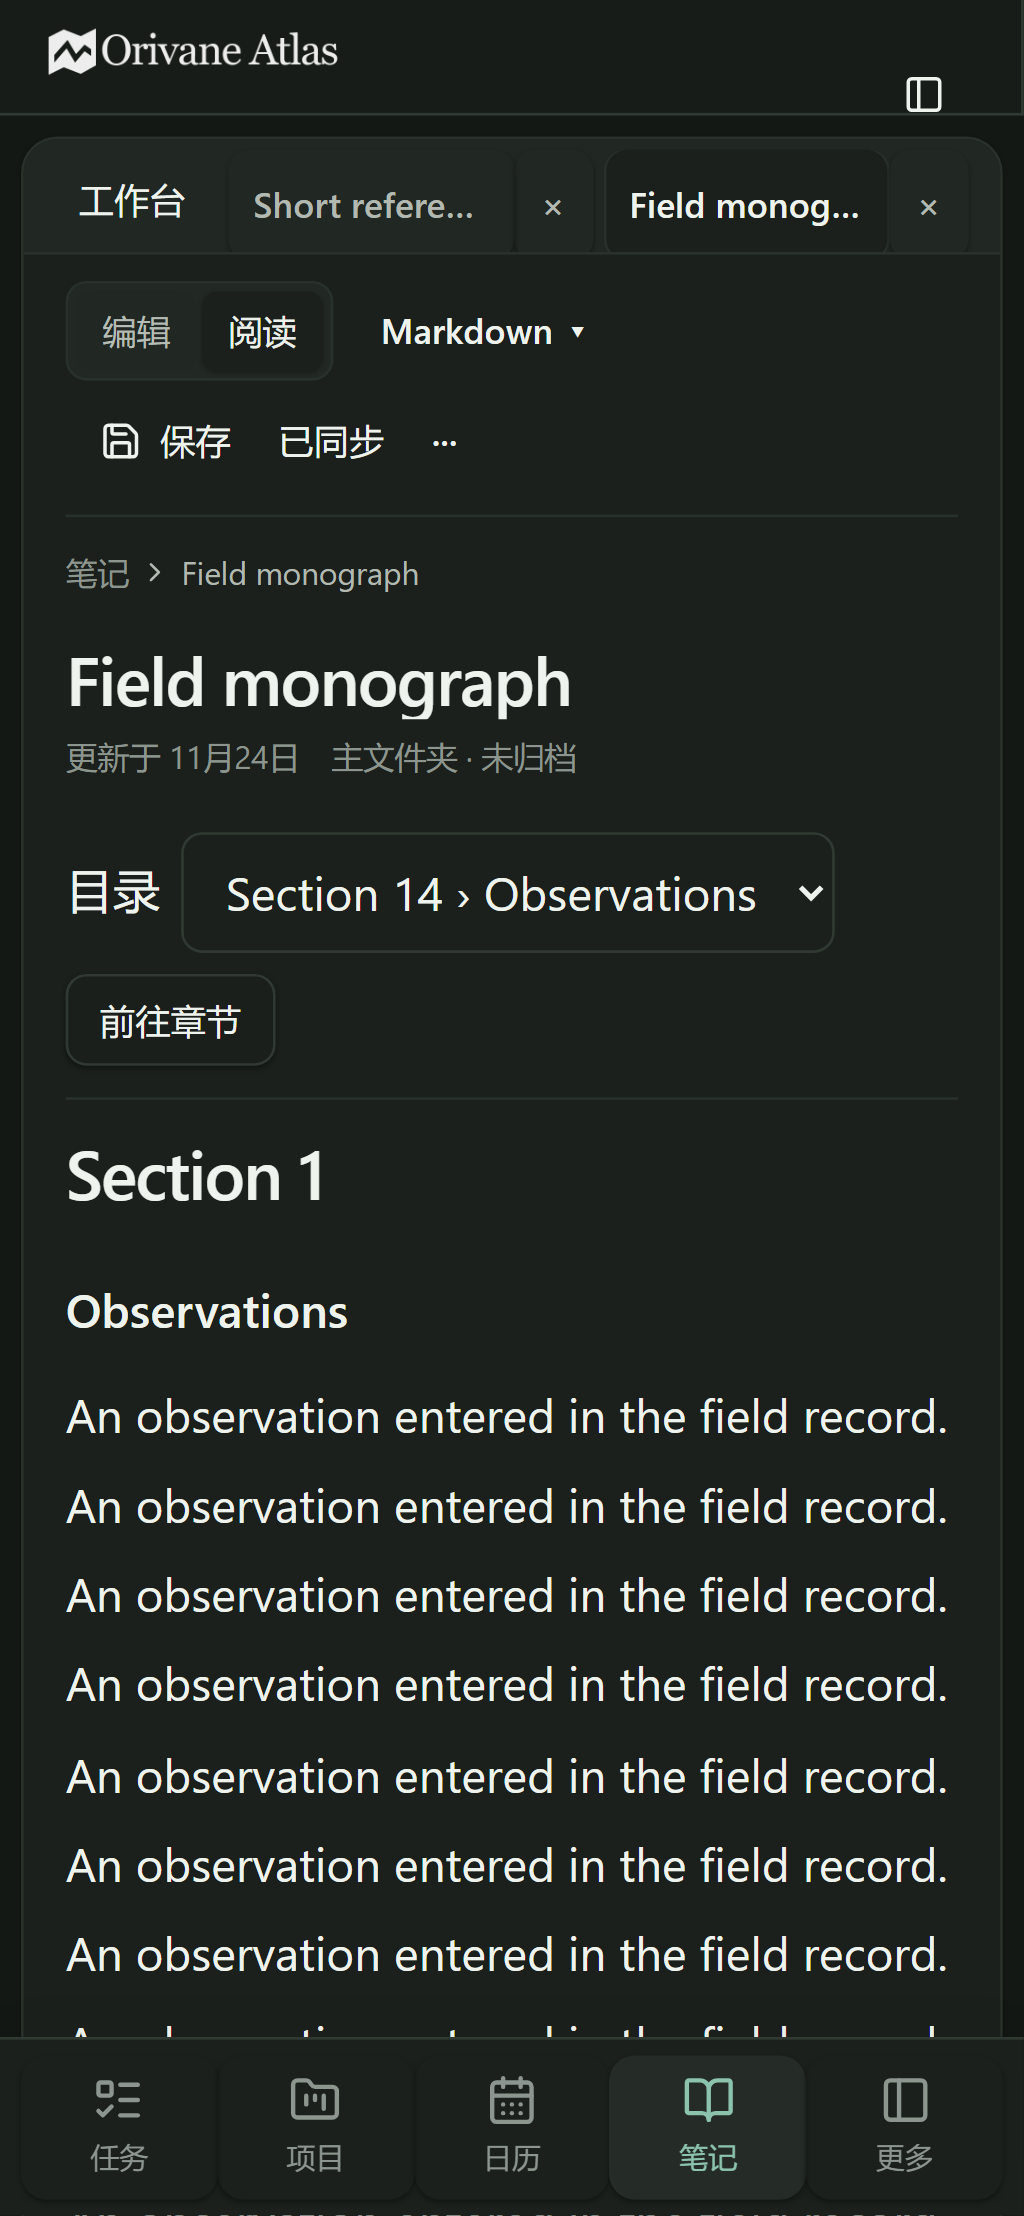 Orivane Atlas
工作台 Short refere... × Field monog... ×
编辑 阅读 Markdown ▼
保存 已同步 ···
笔记 > Field monograph
Field monograph
更新于 11月24日 主文件夹 · 未归档
目录 Section 14 › Observations
前往章节
Section 1
Observations
An observation entered in the field record.
An observation entered in the field record.
An observation entered in the field record.
An observation entered in the field record.
An observation entered in the field record.
An observation entered in the field record.
An observation entered in the field record.
任务 项目 日历 笔记 更多